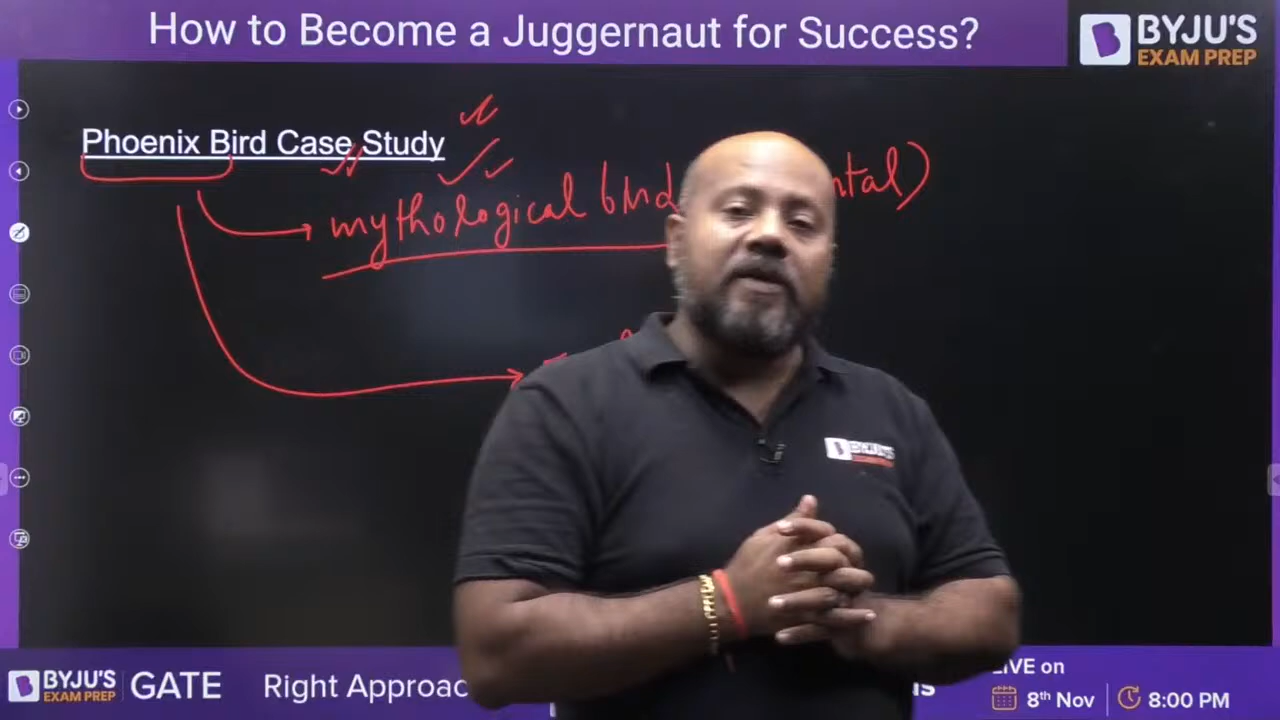 How to Become a Juggernaut for Success?
BYJU'S
EXAM PREP
Phoenix Bird Case Study
mythological bird
BYJU'S
BYJU'S
EXAM PREP
GATE
Right Approac
LIVE on
8th Nov
8:00 PM